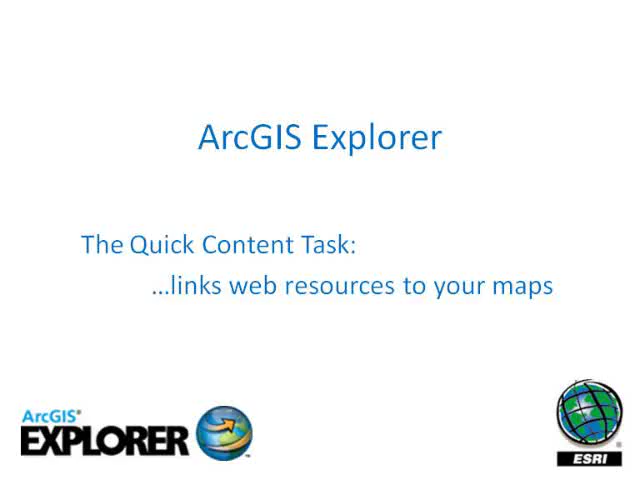 ArcGIS Explorer
The Quick Content Task:
...links web resources to your maps
ArcGIS®
EXPLORER
ESRI